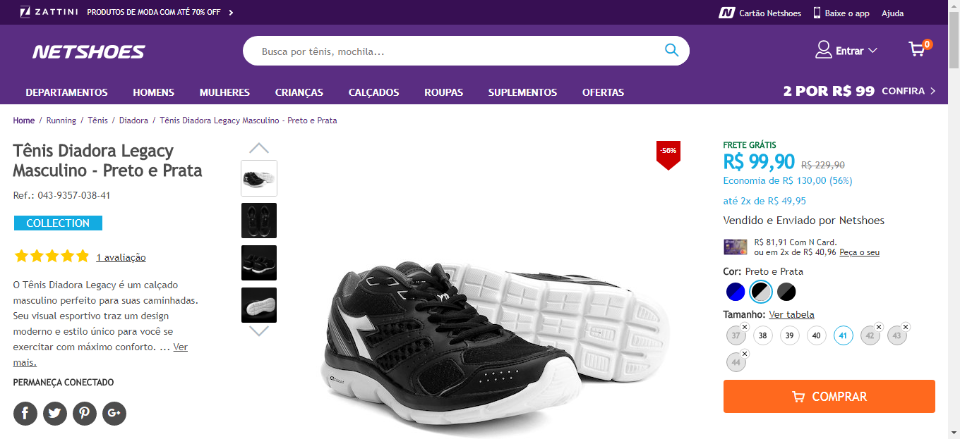 ZATTINI PRODUTOS DE MODA COM ATÉ 70% OFF
Cartão Netshoes Baixe o app Ajuda
NETSHOES
Busca por tênis, mochila...
Entrar
0
DEPARTAMENTOS HOMENS MULHERES CRIANÇAS CALÇADOS ROUPAS SUPLEMENTOS OFERTAS
2 POR R$ 99 CONFIRA
Home / Running / Tênis / Diadora / Tênis Diadora Legacy Masculino - Preto e Prata
Tênis Diadora Legacy
Masculino - Preto e Prata
Ref.: 043-9357-038-41
COLLECTION
1 avaliação
O Tênis Diadora Legacy é um calçado
masculino perfeito para suas caminhadas.
Seu visual esportivo traz um design
moderno e estilo único para você se
exercitar com máximo conforto. ... Ver
mais.
PERMANEÇA CONECTADO
-56%
FRETE GRÁTIS
R$ 99,90 R$ 229,90
Economia de R$ 130,00 (56%)
até 2x de R$ 49,95
Vendido e Enviado por Netshoes
R$ 81,91 Com N Card.
ou em 2x de R$ 40,96 Peça o seu
Cor: Preto e Prata
Tamanho: Ver tabela
37 38 39 40 41 42 43
44
COMPRAR